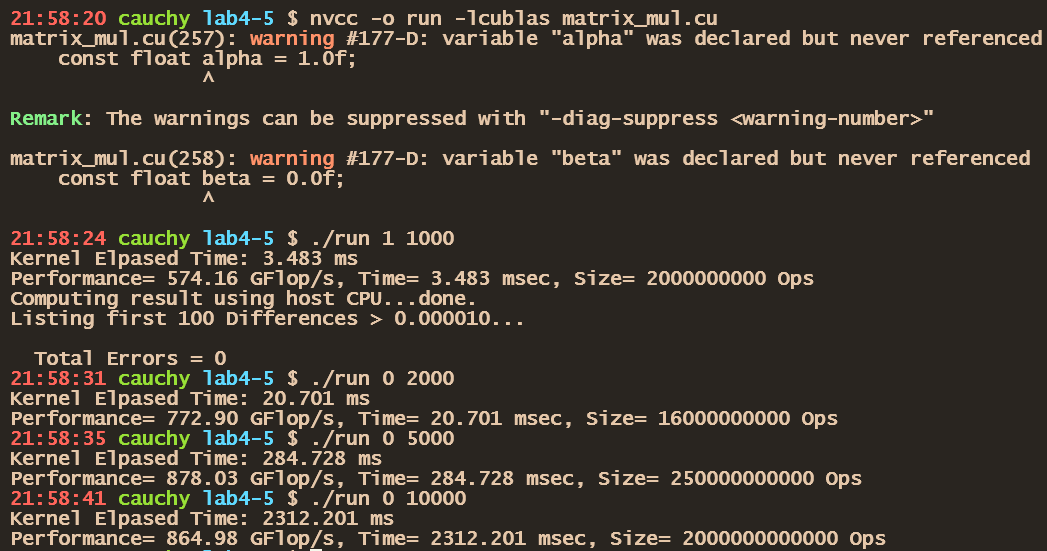 21:58:20 cauchy lab4-5 $ nvcc -o run -lcublas matrix_mul.cu
matrix_mul.cu(257): warning #177-D: variable "alpha" was declared but never referenced
    const float alpha = 1.0f;
                ^
Remark: The warnings can be suppressed with "-diag-suppress <warning-number>"
matrix_mul.cu(258): warning #177-D: variable "beta" was declared but never referenced
    const float beta = 0.0f;
                ^
21:58:24 cauchy lab4-5 $ ./run 1 1000
Kernel Elpased Time: 3.483 ms
Performance= 574.16 GFlop/s, Time= 3.483 msec, Size= 2000000000 Ops
Computing result using host CPU...done.
Listing first 100 Differences > 0.000010...
  Total Errors = 0
21:58:31 cauchy lab4-5 $ ./run 0 2000
Kernel Elpased Time: 20.701 ms
Performance= 772.90 GFlop/s, Time= 20.701 msec, Size= 16000000000 Ops
21:58:35 cauchy lab4-5 $ ./run 0 5000
Kernel Elpased Time: 284.728 ms
Performance= 878.03 GFlop/s, Time= 284.728 msec, Size= 250000000000 Ops
21:58:41 cauchy lab4-5 $ ./run 0 10000
Kernel Elpased Time: 2312.201 ms
Performance= 864.98 GFlop/s, Time= 2312.201 msec, Size= 2000000000000 Ops